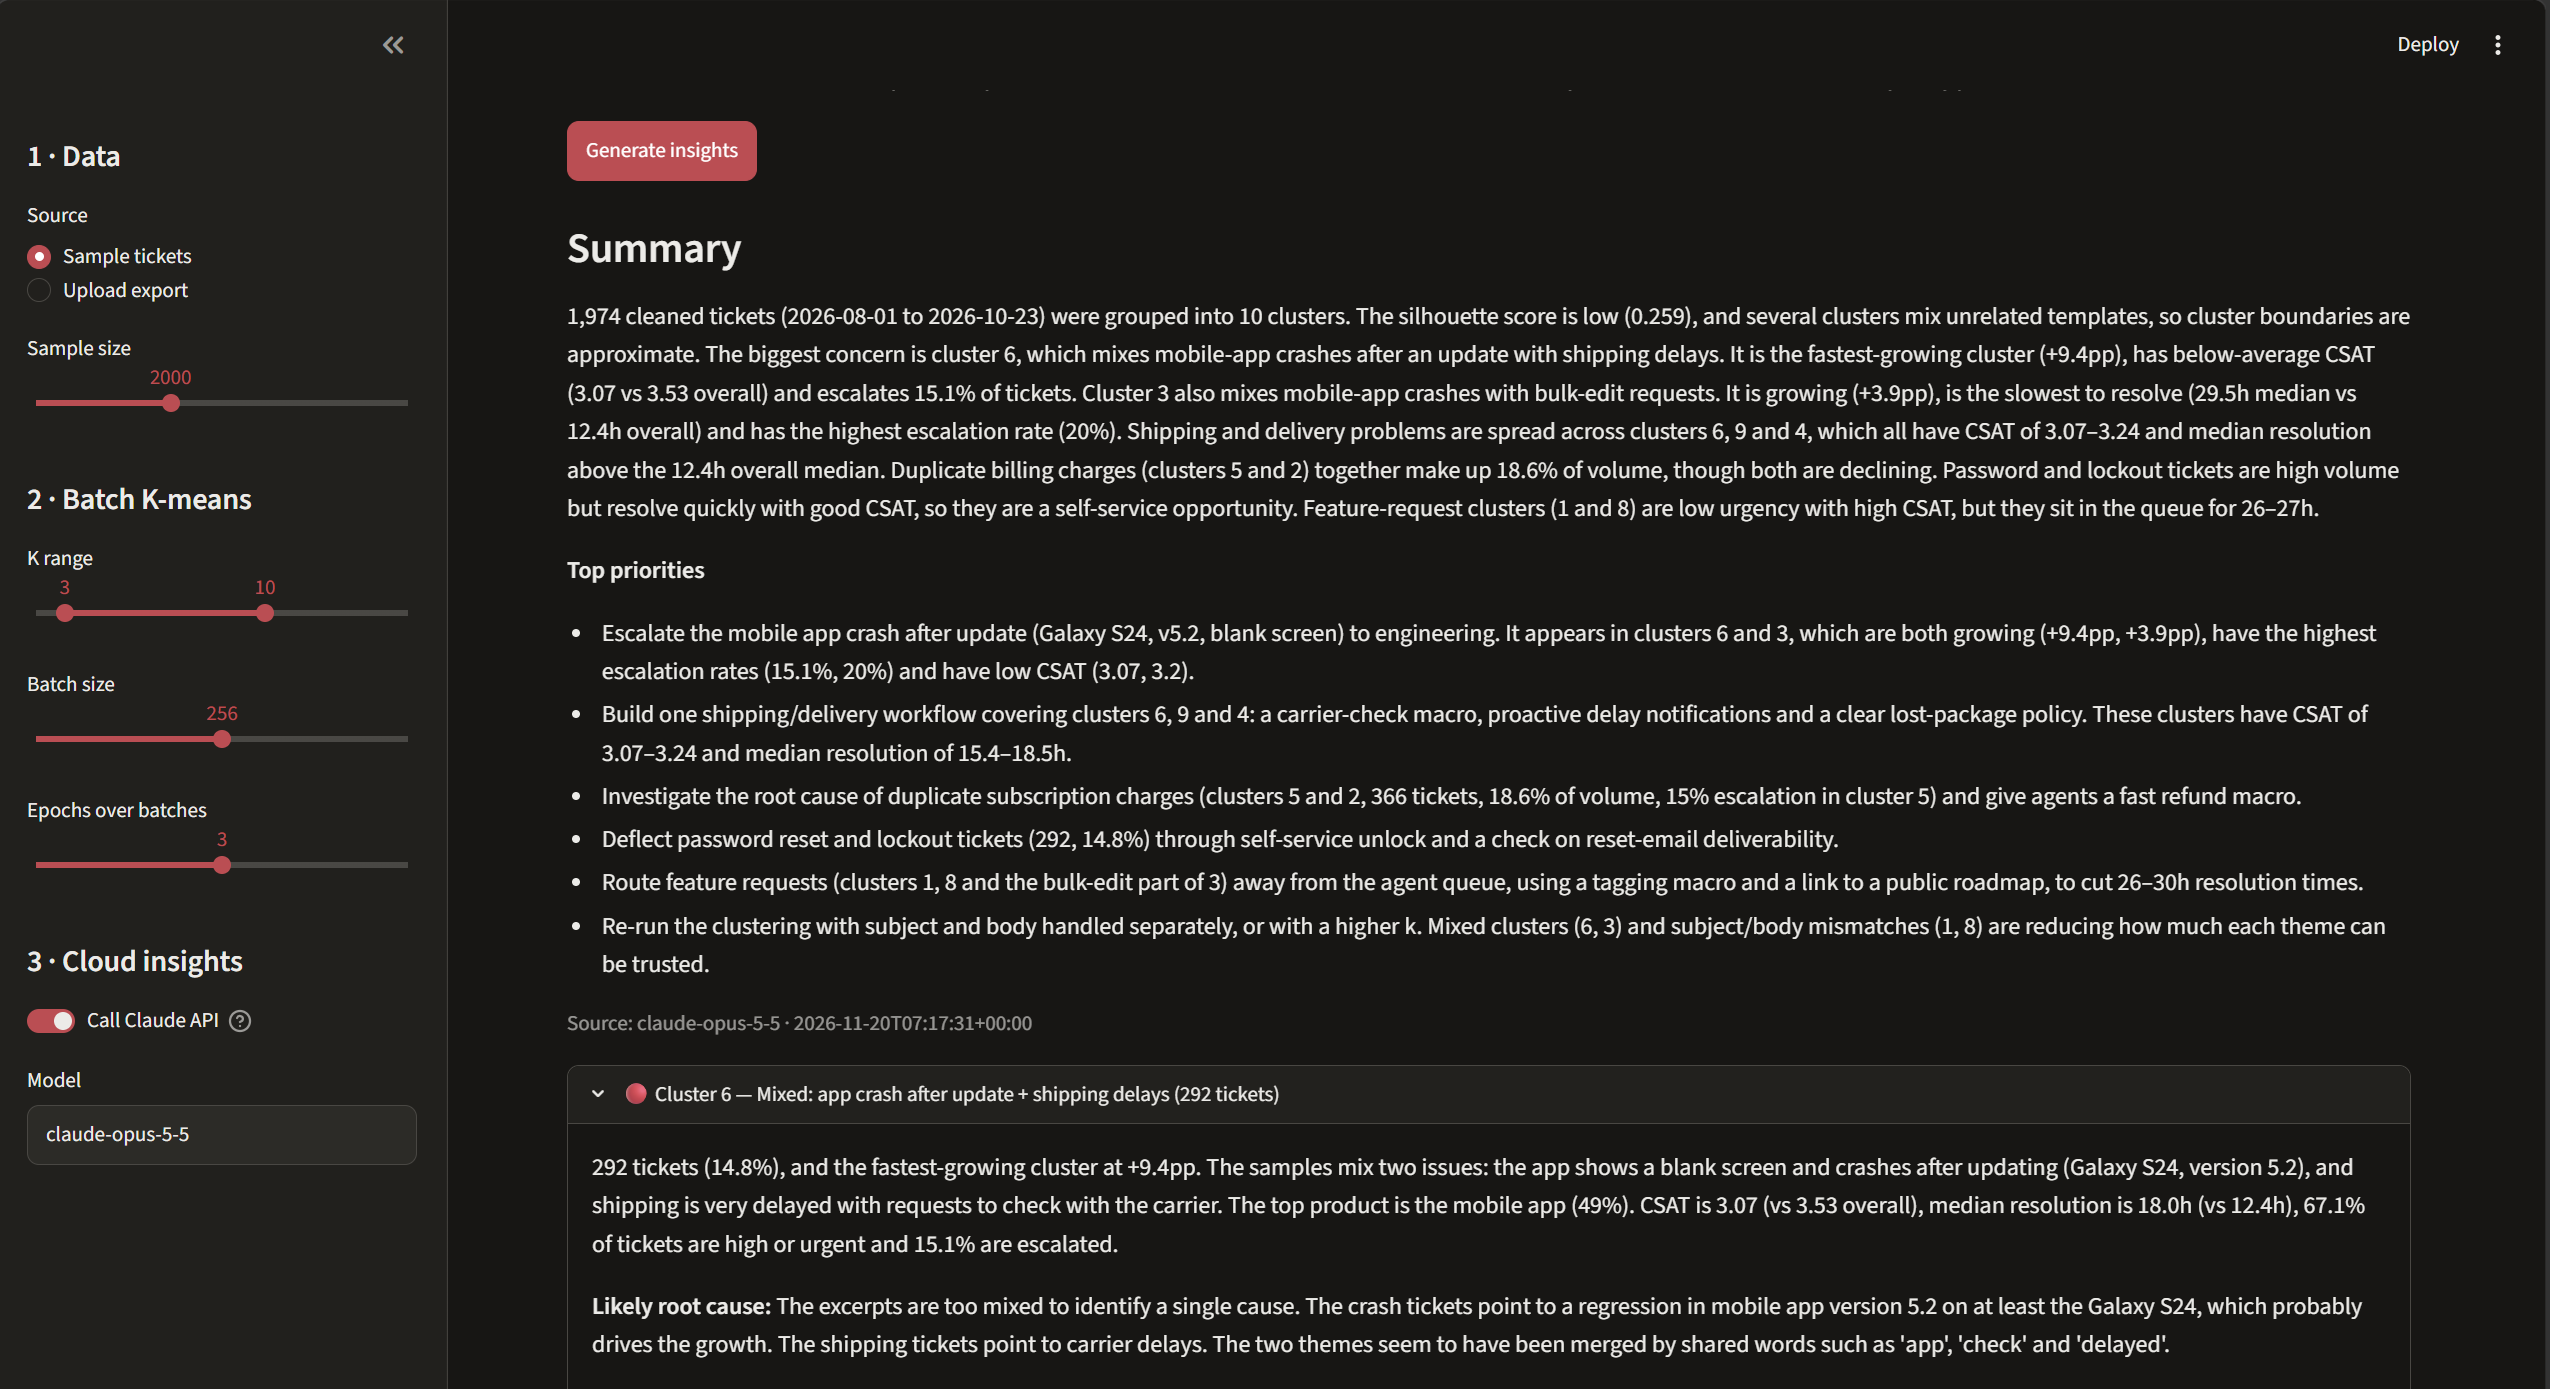 Deploy
1 · Data
Source
Sample tickets
Upload export
Sample size
2000
2 · Batch K-means
K range
3 10
Batch size
256
Epochs over batches
3
3 · Cloud insights
Call Claude API
Model
claude-opus-5-5
Generate insights
Summary
1,974 cleaned tickets (2026-08-01 to 2026-10-23) were grouped into 10 clusters. The silhouette score is low (0.259), and several clusters mix unrelated templates, so cluster boundaries are
approximate. The biggest concern is cluster 6, which mixes mobile-app crashes after an update with shipping delays. It is the fastest-growing cluster (+9.4pp), has below-average CSAT
(3.07 vs 3.53 overall) and escalates 15.1% of tickets. Cluster 3 also mixes mobile-app crashes with bulk-edit requests. It is growing (+3.9pp), is the slowest to resolve (29.5h median vs
12.4h overall) and has the highest escalation rate (20%). Shipping and delivery problems are spread across clusters 6, 9 and 4, which all have CSAT of 3.07–3.24 and median resolution
above the 12.4h overall median. Duplicate billing charges (clusters 5 and 2) together make up 18.6% of volume, though both are declining. Password and lockout tickets are high volume
but resolve quickly with good CSAT, so they are a self-service opportunity. Feature-request clusters (1 and 8) are low urgency with high CSAT, but they sit in the queue for 26–27h.
Top priorities
• Escalate the mobile app crash after update (Galaxy S24, v5.2, blank screen) to engineering. It appears in clusters 6 and 3, which are both growing (+9.4pp, +3.9pp), have the highest
escalation rates (15.1%, 20%) and have low CSAT (3.07, 3.2).
• Build one shipping/delivery workflow covering clusters 6, 9 and 4: a carrier-check macro, proactive delay notifications and a clear lost-package policy. These clusters have CSAT of
3.07–3.24 and median resolution of 15.4–18.5h.
• Investigate the root cause of duplicate subscription charges (clusters 5 and 2, 366 tickets, 18.6% of volume, 15% escalation in cluster 5) and give agents a fast refund macro.
• Deflect password reset and lockout tickets (292, 14.8%) through self-service unlock and a check on reset-email deliverability.
• Route feature requests (clusters 1, 8 and the bulk-edit part of 3) away from the agent queue, using a tagging macro and a link to a public roadmap, to cut 26–30h resolution times.
• Re-run the clustering with subject and body handled separately, or with a higher k. Mixed clusters (6, 3) and subject/body mismatches (1, 8) are reducing how much each theme can
be trusted.
Source: claude-opus-5-5 · 2026-11-20T07:17:31+00:00
Cluster 6 — Mixed: app crash after update + shipping delays (292 tickets)
292 tickets (14.8%), and the fastest-growing cluster at +9.4pp. The samples mix two issues: the app shows a blank screen and crashes after updating (Galaxy S24, version 5.2), and
shipping is very delayed with requests to check with the carrier. The top product is the mobile app (49%). CSAT is 3.07 (vs 3.53 overall), median resolution is 18.0h (vs 12.4h), 67.1%
of tickets are high or urgent and 15.1% are escalated.
Likely root cause: The excerpts are too mixed to identify a single cause. The crash tickets point to a regression in mobile app version 5.2 on at least the Galaxy S24, which probably
drives the growth. The shipping tickets point to carrier delays. The two themes seem to have been merged by shared words such as 'app', 'check' and 'delayed'.